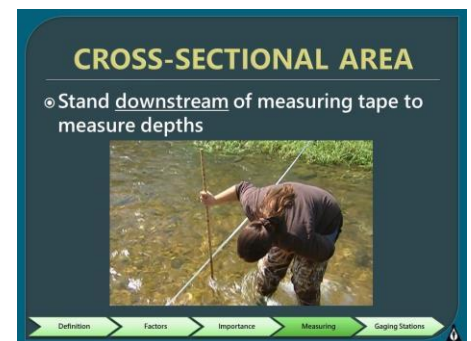 CROSS-SECTIONAL AREA
Stand downstream of measuring tape to
measure depths
Definition
Factors
Importance
Measuring
Gaging Stations